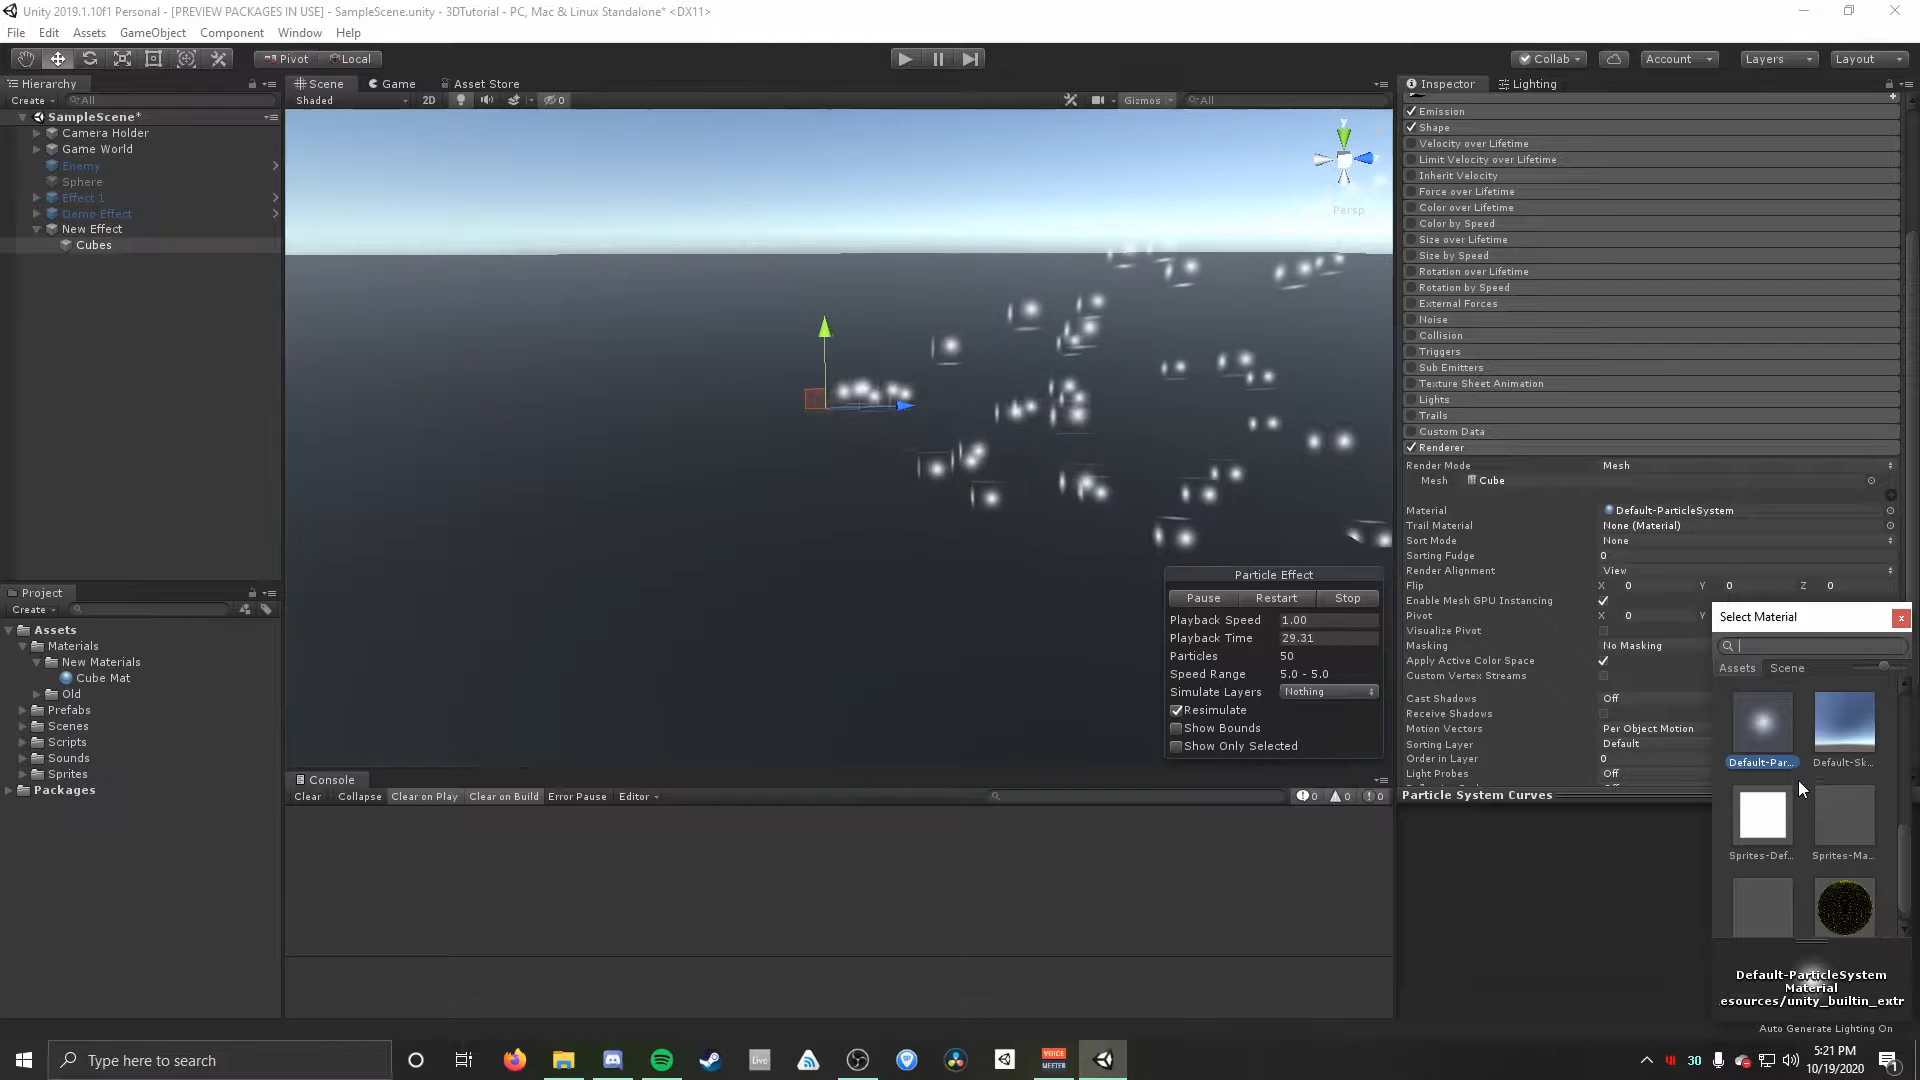 Unity 2019.1.10f1 Personal - [PREVIEW PACKAGES IN USE] - SampleScene.unity - 3DTutorial - PC, Mac & Linux Standalone* <DX11>
File Edit Assets GameObject Component Window Help
Pivot Local Collab Account Layers Layout
Hierarchy
Create All
SampleScene*
Camera Holder
Game World
Enemy
Sphere
Effect 1
Demo Effect
New Effect
Cubes
Scene Game Asset Store
Shaded 2D 0 Gizmos All
y
Persp
Particle Effect
Pause Restart Stop
Playback Speed 1.00
Playback Time 29.31
Particles 50
Speed Range 5.0 - 5.0
Simulate Layers Nothing
Resimulate
Show Bounds
Show Only Selected
Inspector Lighting
Emission
Shape
Velocity over Lifetime
Limit Velocity over Lifetime
Inherit Velocity
Force over Lifetime
Color over Lifetime
Color by Speed
Size over Lifetime
Size by Speed
Rotation over Lifetime
Rotation by Speed
External Forces
Noise
Collision
Triggers
Sub Emitters
Texture Sheet Animation
Lights
Trails
Custom Data
Renderer
Render Mode Mesh
Mesh Cube
Material Default-ParticleSystem
Trail Material None (Material)
Sort Mode None
Sorting Fudge 0
Render Alignment View
Flip X 0 Y 0 Z 0
Enable Mesh GPU Instancing
Pivot X 0 Y
Visualize Pivot
Masking No Masking
Apply Active Color Space
Custom Vertex Streams
Cast Shadows Off
Receive Shadows
Motion Vectors Per Object Motion
Sorting Layer Default
Order in Layer 0
Light Probes Off
Particle System Curves
Select Material x
Assets Scene
Default-Par... Default-Sk...
Sprites-Def... Sprites-Ma...
Default-ParticleSystem
Material
esources/unity_builtin_extr
Auto Generate Lighting On
Project
Create
Assets
Materials
New Materials
Cube Mat
Old
Prefabs
Scenes
Scripts
Sounds
Sprites
Packages
Console
Clear Collapse Clear on Play Clear on Build Error Pause Editor 0 0 0
Type here to search
Live
VOICE
MEETER
30
5:21 PM
10/19/2020
1